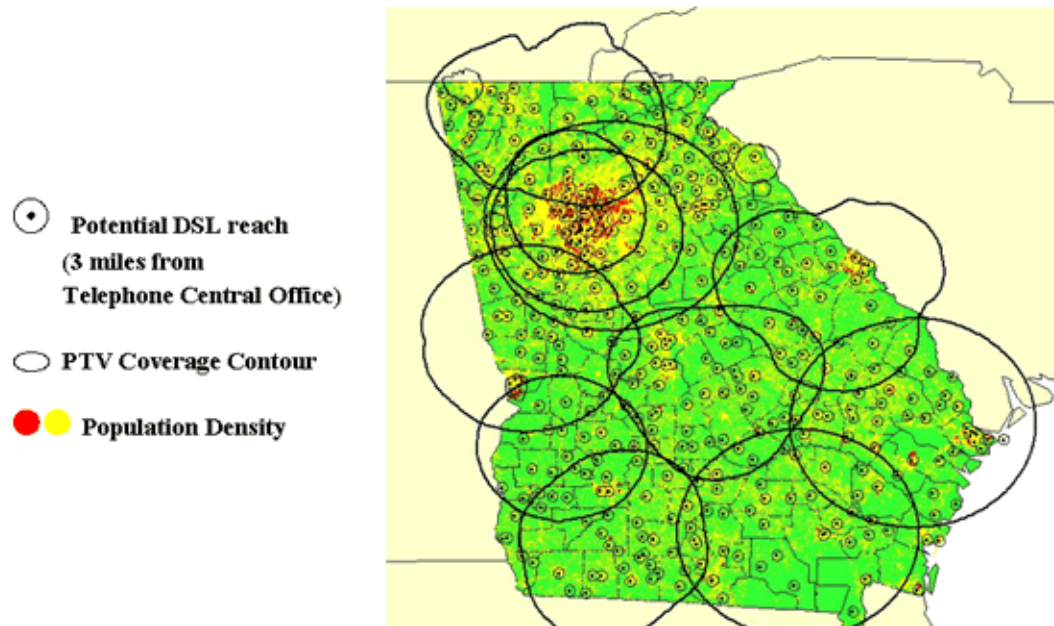 Potential DSL reach
(3 miles from
Telephone Central Office)
PTV Coverage Contour
Population Density